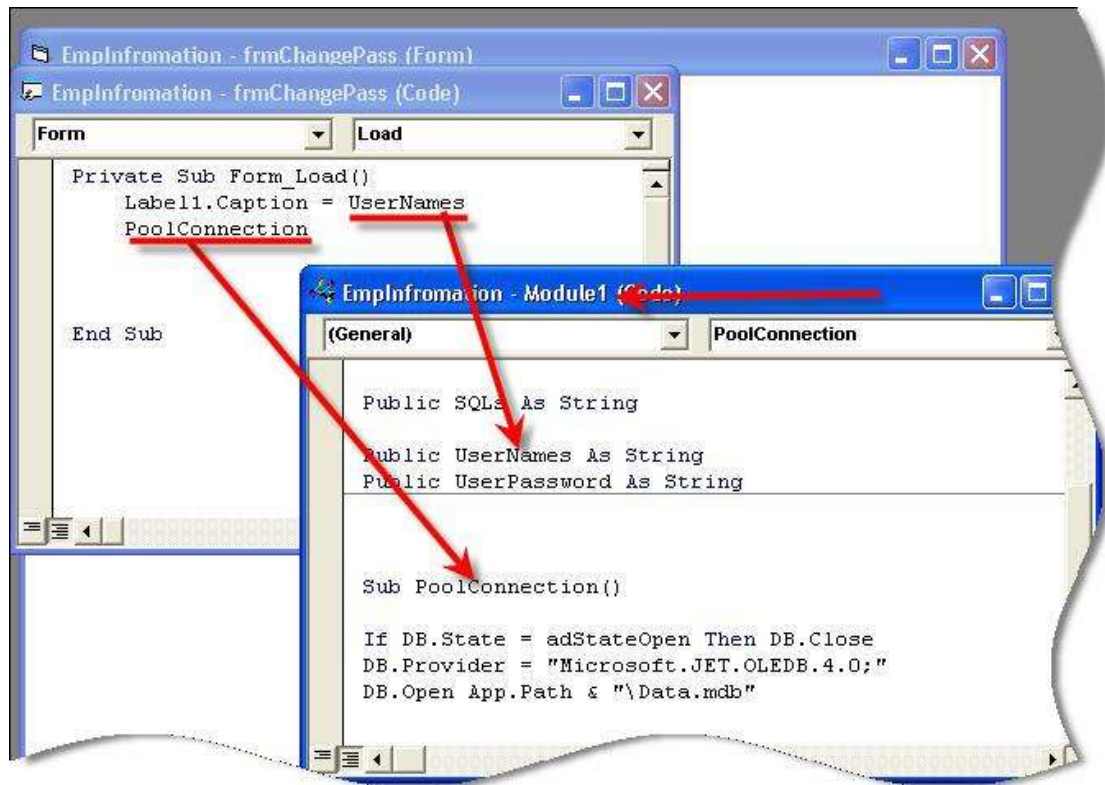 EmpInfromation - frmChangePass (Form)
EmpInfromation - frmChangePass (Code)
Form Load
Private Sub Form_Load()
Label1.Caption = UserNames
PoolConnection
End Sub
EmpInfromation - Module1 (Code)
(General) PoolConnection
Public SQLs As String
Public UserNames As String
Public UserPassword As String
Sub PoolConnection()
If DB.State = adStateOpen Then DB.Close
DB.Provider = "Microsoft.JET.OLEDB.4.0;"
DB.Open App.Path & "\Data.mdb"